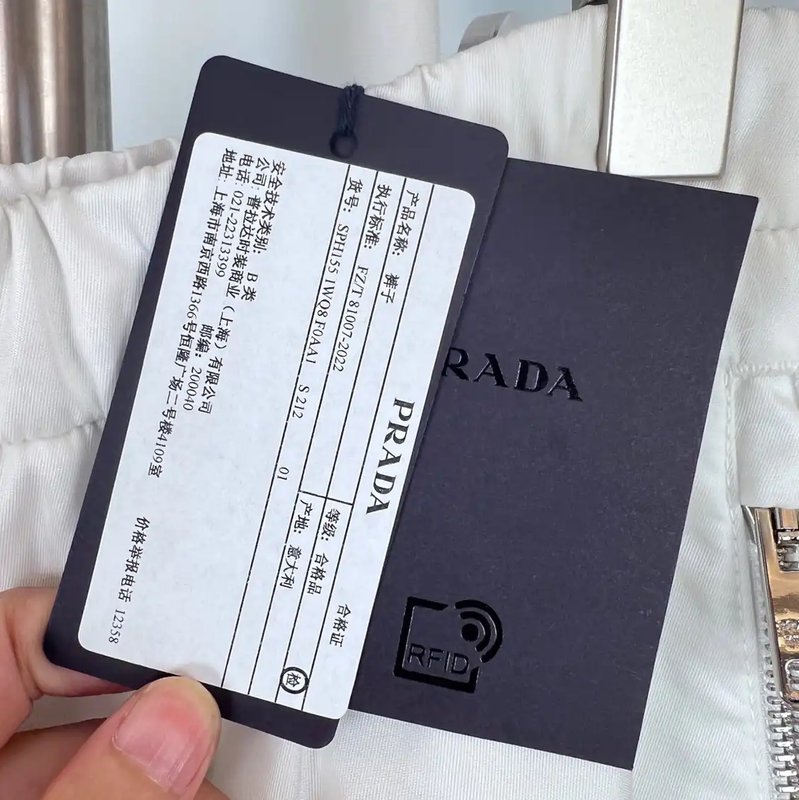 PRADA
合格证
产品名称: 裤子
等级: 合格品
执行标准: FZ/T 81007-2022
产地: 意大利
检
货号: SPH155 1WQ8 F0AA1 S 212 01
安全技术类别: B 类
公司: 普拉达时装商业（上海）有限公司
电话: 021-22313399 邮编: 200040
地址: 上海市南京西路1366号恒隆广场二号楼4109室
价格举报电话 12358
RADA
RFID